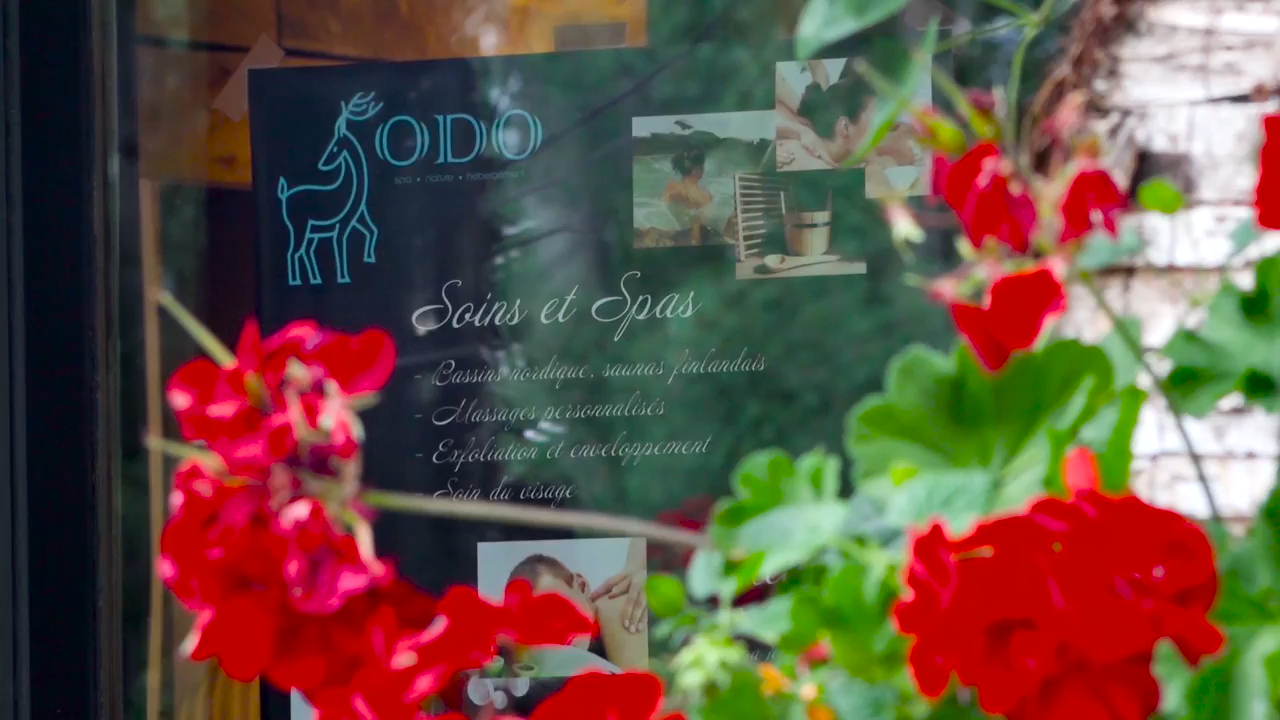 ODO
spa • nature • hébergement
Soins et Spas
- Bassins nordique, saunas finlandais
- Massages personnalisés
- Exfoliation et enveloppement
- Soin du visage